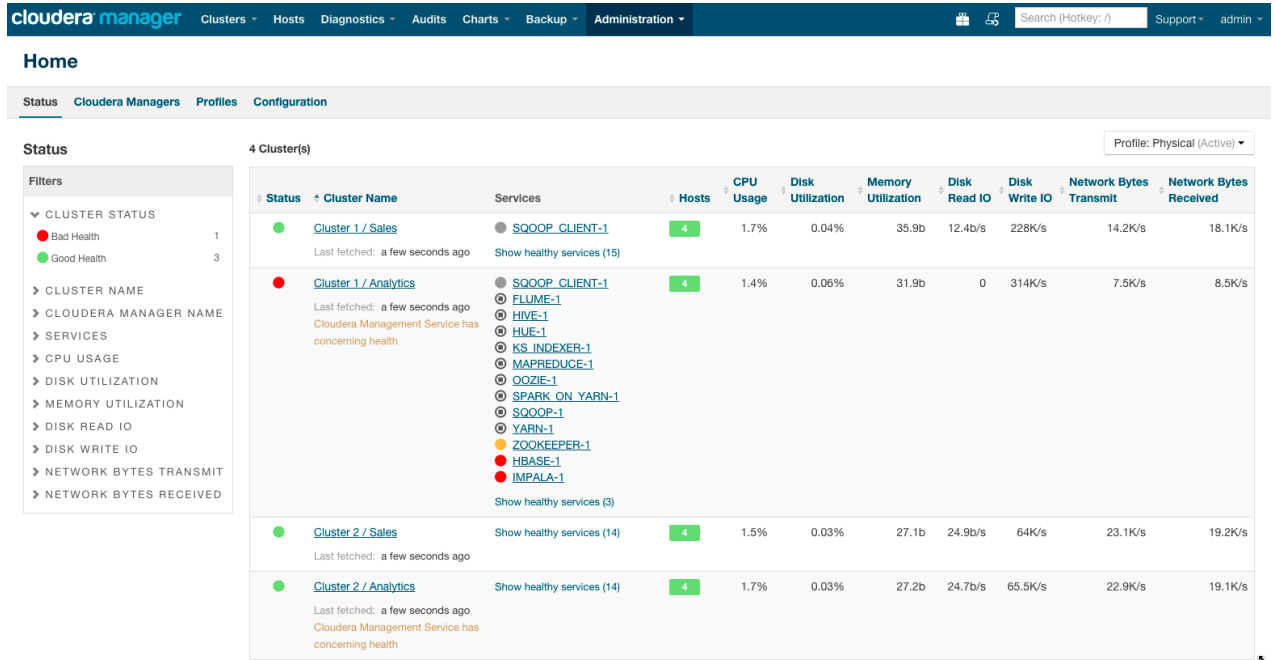 cloudera manager Clusters Hosts Diagnostics Audits Charts Backup Administration Search (Hotkey: /) Support admin
Home
Status Cloudera Managers Profiles Configuration
Status
4 Cluster(s)
Profile: Physical (Active)
Filters
CLUSTER STATUS
Bad Health 1
Good Health 3
CLUSTER NAME
CLOUDERA MANAGER NAME
SERVICES
CPU USAGE
DISK UTILIZATION
MEMORY UTILIZATION
DISK READ IO
DISK WRITE IO
NETWORK BYTES TRANSMIT
NETWORK BYTES RECEIVED
Status Cluster Name Services Hosts CPU Usage Disk Utilization Memory Utilization Disk Read IO Disk Write IO Network Bytes Transmit Network Bytes Received
Cluster 1 / Sales SQOOP_CLIENT-1 4 1.7% 0.04% 35.9b 12.4b/s 228K/s 14.2K/s 18.1K/s
Last fetched: a few seconds ago Show healthy services (15)
Cluster 1 / Analytics SQOOP_CLIENT-1 4 1.4% 0.06% 31.9b 0 314K/s 7.5K/s 8.5K/s
Last fetched: a few seconds ago
Cloudera Management Service has
concerning health
FLUME-1
HIVE-1
HUE-1
KS_INDEXER-1
MAPREDUCE-1
OOZIE-1
SPARK_ON_YARN-1
SQOOP-1
YARN-1
ZOOKEEPER-1
HBASE-1
IMPALA-1
Show healthy services (3)
Cluster 2 / Sales Show healthy services (14) 4 1.5% 0.03% 27.1b 24.9b/s 64K/s 23.1K/s 19.2K/s
Last fetched: a few seconds ago
Cluster 2 / Analytics Show healthy services (14) 4 1.7% 0.03% 27.2b 24.7b/s 65.5K/s 22.9K/s 19.1K/s
Last fetched: a few seconds ago
Cloudera Management Service has
concerning health